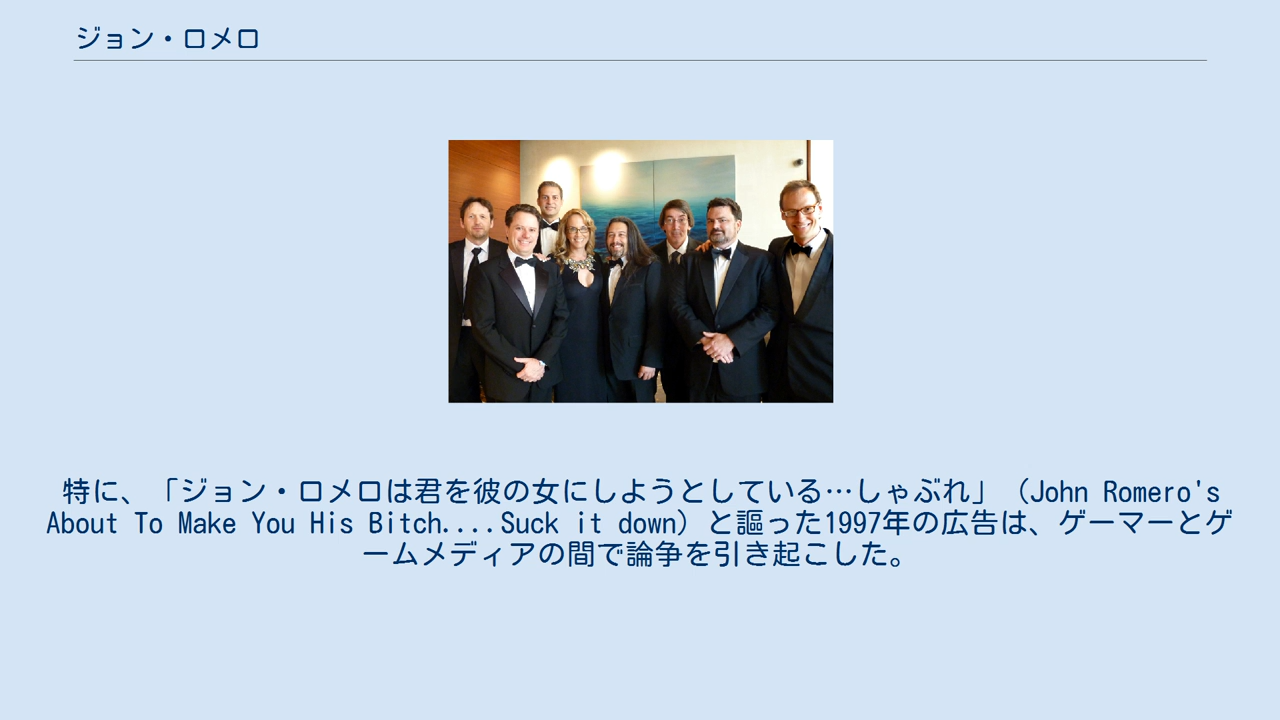 ジョン・ロメロ
特に、「ジョン・ロメロは君を彼の女にしようとしている…しゃぶれ」（John Romero's
About To Make You His Bitch....Suck it down）と謳った1997年の広告は、ゲーマーとゲ
ームメディアの間で論争を引き起こした。